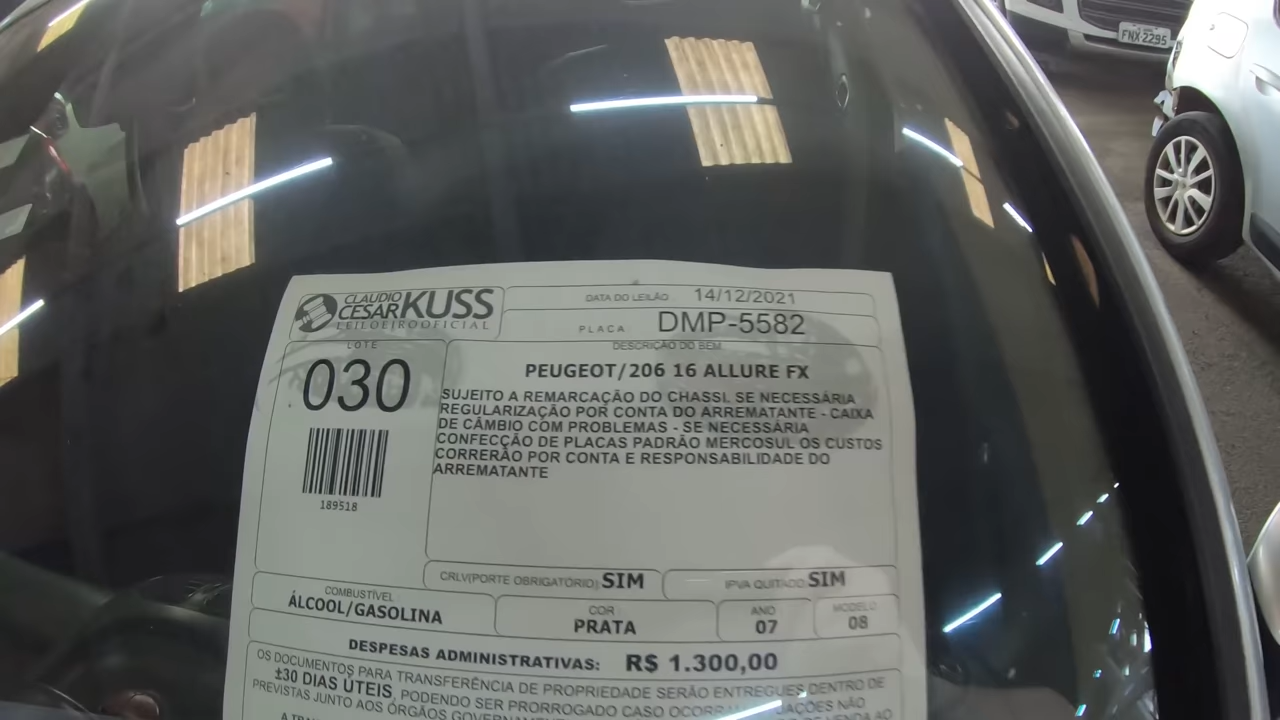 FNX 2295
CLAUDIO
CESAR KUSS
LEILOEIRO OFICIAL
DATA DO LEILÃO 14/12/2021
PLACA DMP-5582
LOTE
030
189518
DESCRIÇÃO DO BEM
PEUGEOT/206 16 ALLURE FX
SUJEITO A REMARCAÇÃO DO CHASSI. SE NECESSÁRIA
REGULARIZAÇÃO POR CONTA DO ARREMATANTE - CAIXA
DE CÂMBIO COM PROBLEMAS - SE NECESSÁRIA
CONFECÇÃO DE PLACAS PADRÃO MERCOSUL OS CUSTOS
CORRERÃO POR CONTA E RESPONSABILIDADE DO
ARREMATANTE
CRLV(PORTE OBRIGATÓRIO) SIM
IPVA QUITADO SIM
COMBUSTÍVEL
ÁLCOOL/GASOLINA
COR
PRATA
ANO
07
MODELO
08
DESPESAS ADMINISTRATIVAS: R$ 1.300,00
OS DOCUMENTOS PARA TRANSFERÊNCIA DE PROPRIEDADE SERÃO ENTREGUES DENTRO DE
±30 DIAS ÚTEIS, PODENDO SER PRORROGADO CASO NÃO
PREVISTAS JUNTO AOS ÓRGÃOS